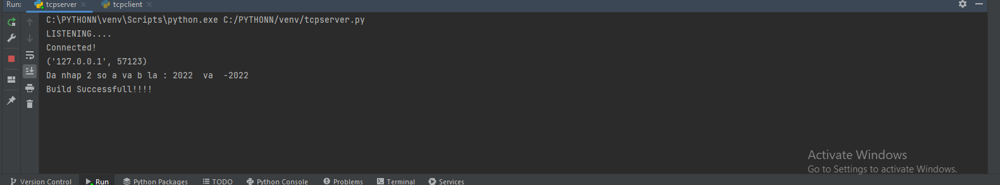 Run: tcpserver tcpclient
C:\PYTHONN\venv\Scripts\python.exe C:/PYTHONN/venv/tcpserver.py
LISTENING....
Connected!
('127.0.0.1', 57123)
Da nhap 2 so a va b la : 2022  va  -2022
Build Successfull!!!!
Activate Windows
Go to Settings to activate Windows.
Version Control Run Python Packages TODO Python Console Problems Terminal Services